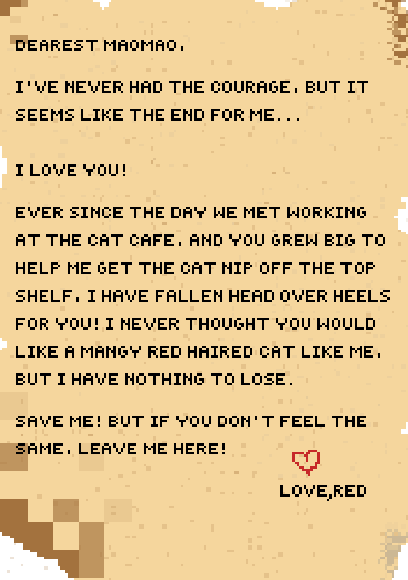 DEAREST MAOMAO.
I'VE NEVER HAD THE COURAGE. BUT IT
SEEMS LIKE THE END FOR ME...
I LOVE YOU!
EVER SINCE THE DAY WE MET WORKING
AT THE CAT CAFE. AND YOU GREW BIG TO
HELP ME GET THE CAT NIP OFF THE TOP
SHELF. I HAVE FALLEN HEAD OVER HEELS
FOR YOU! I NEVER THOUGHT YOU WOULD
LIKE A MANGY RED HAIRED CAT LIKE ME.
BUT I HAVE NOTHING TO LOSE.
SAVE ME! BUT IF YOU DON'T FEEL THE
SAME. LEAVE ME HERE!
LOVE,RED